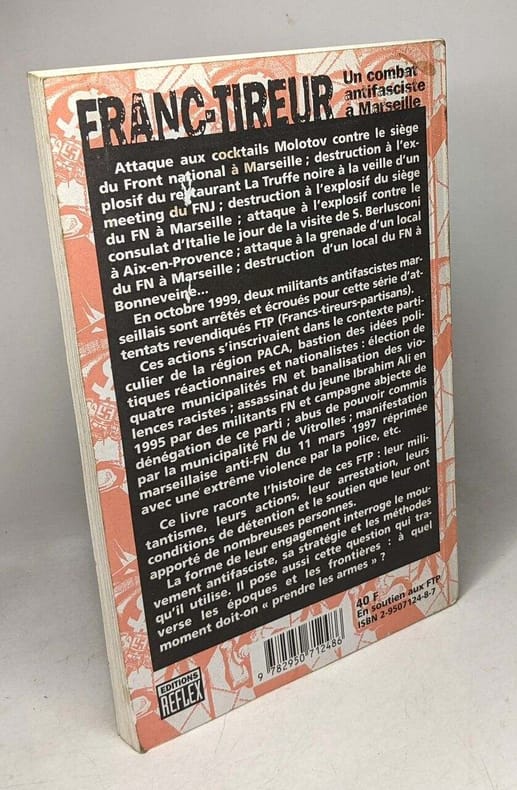 FRANC-TIREUR
Un combat
antifasciste
à Marseille
Attaque aux cocktails Molotov contre le siège
du Front national à Marseille ; destruction à l'ex-
plosif du restaurant La Truffe noire à la veille d'un
meeting du FNJ ; destruction à l'explosif du siège
du FN à Marseille ; attaque à l'explosif contre le
consulat d'Italie le jour de la visite de S. Berlusconi
à Aix-en-Provence ; attaque à la grenade d'un local
du FN à Marseille ; destruction d'un local du FN à
Bonneveine...
En octobre 1999, deux militants antifascistes mar-
seillais sont arrêtés et écroués pour cette série d'at-
tentats revendiqués FTP (Francs-tireurs-partisans).
Ces actions s'inscrivaient dans le contexte parti-
culier de la région PACA, bastion des idées poli-
tiques réactionnaires et nationalistes : élection de
quatre municipalités FN et banalisation des vio-
lences racistes ; assassinat du jeune Ibrahim Ali en
1995 par des militants FN et campagne abjecte de
dénégation de ce parti ; abus de pouvoir commis
par la municipalité FN de Vitrolles ; manifestation
marseillaise anti-FN du 11 mars 1997 réprimée
avec une extrême violence par la police, etc.
Ce livre raconte l'histoire de ces FTP : leur mili-
tantisme, leurs actions, leur arrestation, leurs
conditions de détention et le soutien que leur ont
apporté de nombreuses personnes.
La forme de leur engagement interroge le mou-
vement antifasciste, sa stratégie et les méthodes
qu'il utilise. Il pose aussi cette question qui tra-
verse les époques et les frontières : à quel
moment doit-on « prendre les armes » ?
40 F
En soutien aux FTP
ISBN 2-9507124-8-7
9 782950 712486
EDITIONS
REFLEX